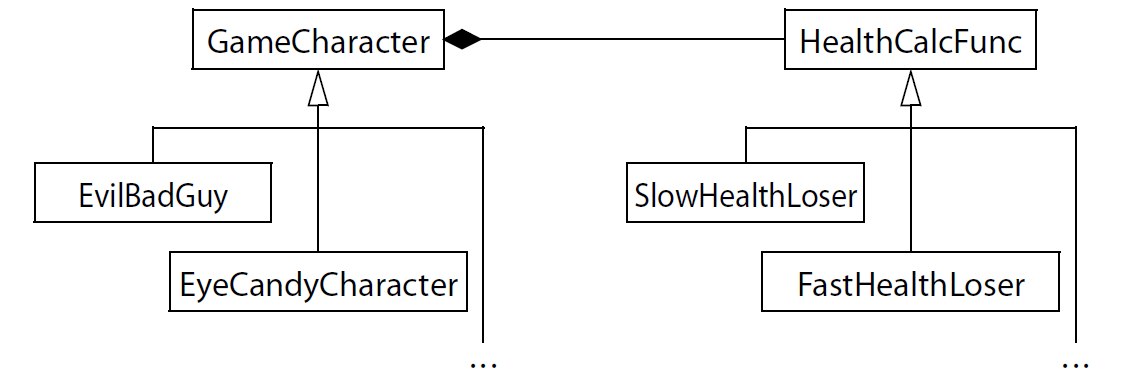 GameCharacter
HealthCalcFunc
EvilBadGuy
SlowHealthLoser
EyeCandyCharacter
FastHealthLoser
...
...